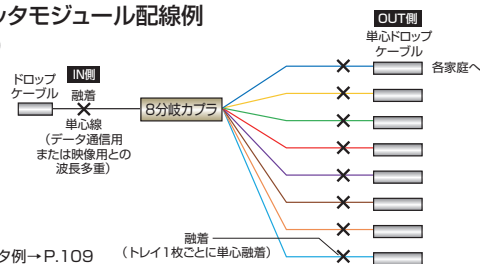 ッタモジュール配線例
OUT側
単心ドロップ
ケーブル
各家庭へ
IN側
ドロップ
ケーブル
融着
8分岐カプラ
単心線
(データ通信用
または映像用との
波長多重)
融着
(トレイ1枚ごとに単心融着)
タ例→P.109